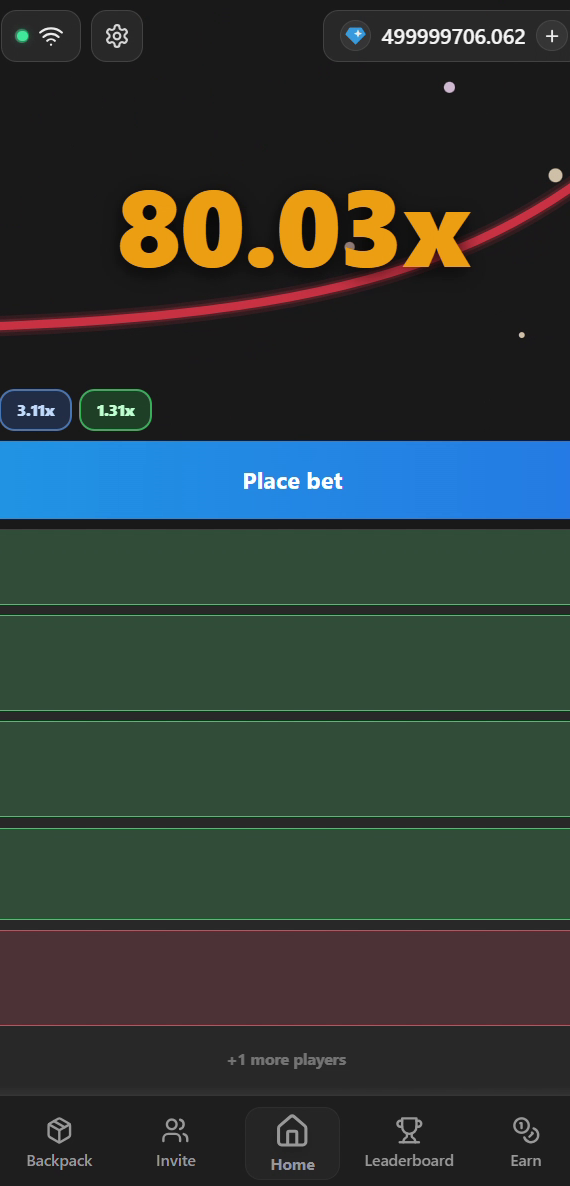 499999706.062 +
80.03x
3.11x 1.31x
Place bet
+1 more players
Backpack Invite Home Leaderboard Earn